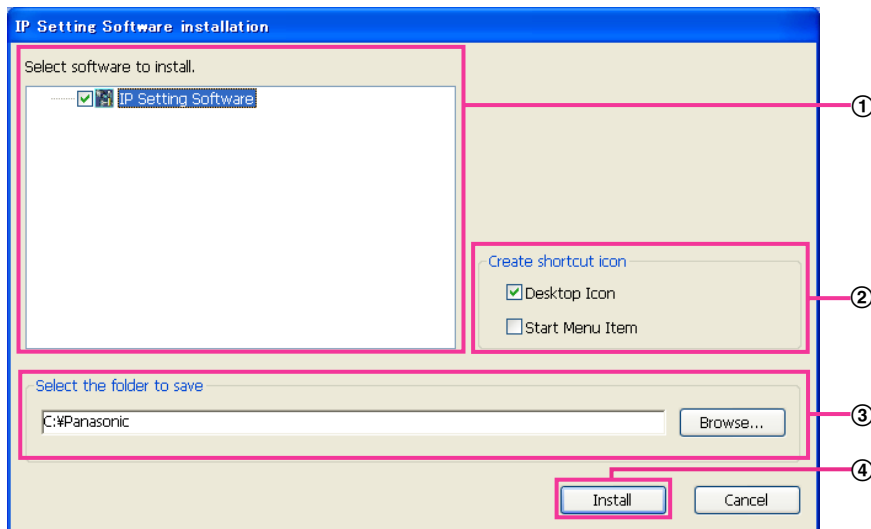 IP Setting Software installation
Select software to install.
IP Setting Software
①
Create shortcut icon
Desktop Icon
②
Start Menu Item
Select the folder to save
C:¥Panasonic
Browse...
③
④
Install
Cancel